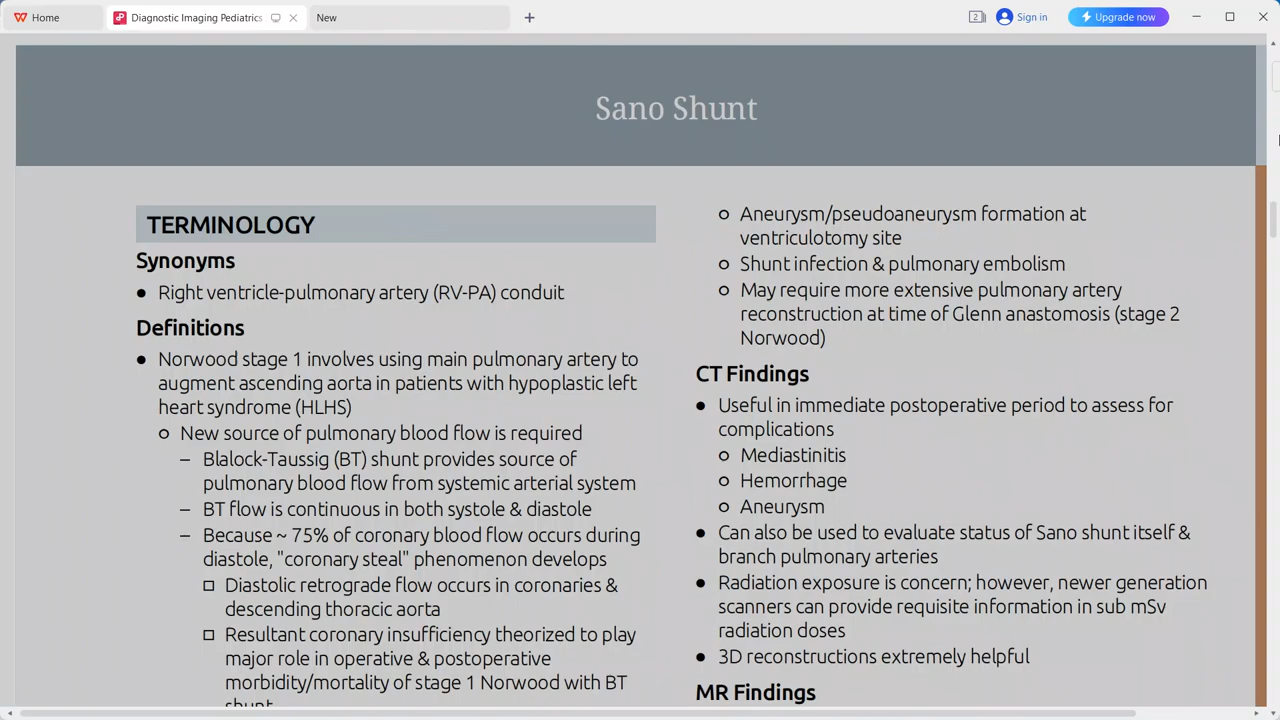 Home
Diagnostic Imaging Pediatrics
New
2
Sign in
Upgrade now
Sano Shunt
TERMINOLOGY
Synonyms
● Right ventricle-pulmonary artery (RV-PA) conduit
Definitions
● Norwood stage 1 involves using main pulmonary artery to
augment ascending aorta in patients with hypoplastic left
heart syndrome (HLHS)
○ New source of pulmonary blood flow is required
– Blalock-Taussig (BT) shunt provides source of
pulmonary blood flow from systemic arterial system
– BT flow is continuous in both systole & diastole
– Because ~ 75% of coronary blood flow occurs during
diastole, "coronary steal" phenomenon develops
□ Diastolic retrograde flow occurs in coronaries &
descending thoracic aorta
□ Resultant coronary insufficiency theorized to play
major role in operative & postoperative
morbidity/mortality of stage 1 Norwood with BT
shunt
○ Aneurysm/pseudoaneurysm formation at
ventriculotomy site
○ Shunt infection & pulmonary embolism
○ May require more extensive pulmonary artery
reconstruction at time of Glenn anastomosis (stage 2
Norwood)
CT Findings
● Useful in immediate postoperative period to assess for
complications
○ Mediastinitis
○ Hemorrhage
○ Aneurysm
● Can also be used to evaluate status of Sano shunt itself &
branch pulmonary arteries
● Radiation exposure is concern; however, newer generation
scanners can provide requisite information in sub mSv
radiation doses
● 3D reconstructions extremely helpful
MR Findings